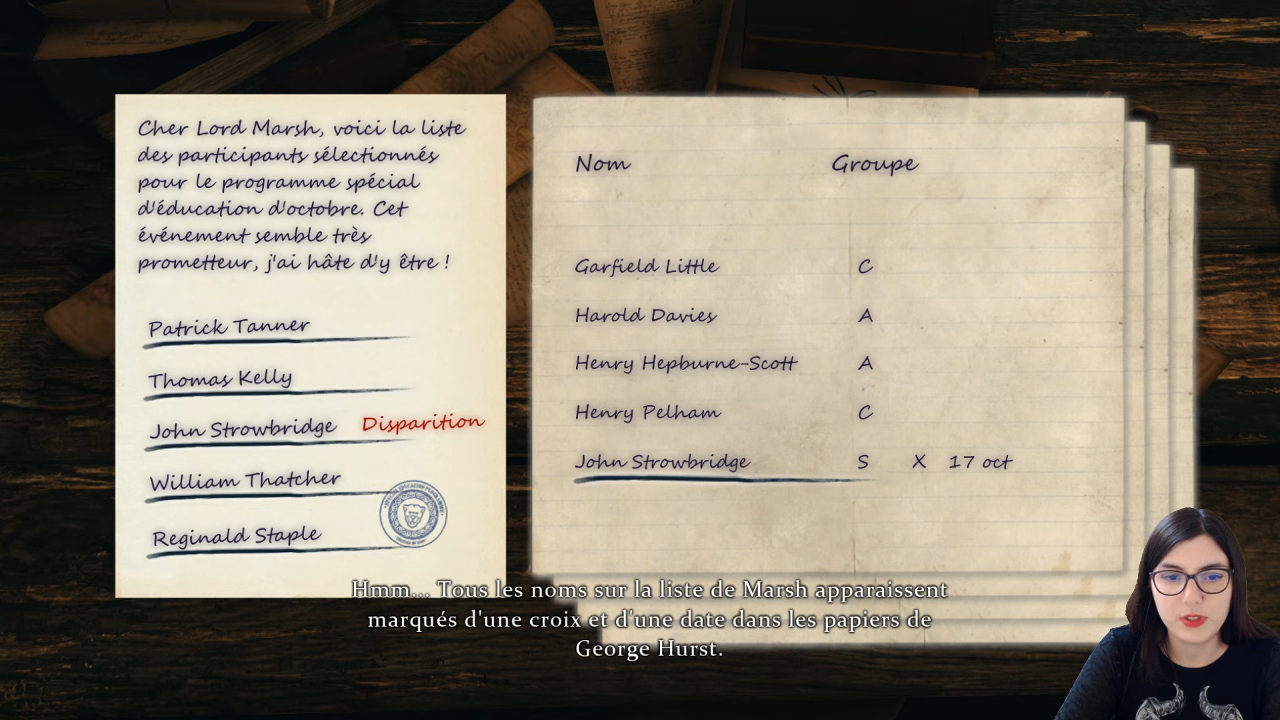 Cher Lord Marsh, voici la liste
des participants sélectionnés
pour le programme spécial
d'éducation d'octobre. Cet
événement semble très
prometteur, j'ai hâte d'y être !
Patrick Tanner
Thomas Kelly
John Strowbridge Disparition
William Thatcher
Reginald Staple
Nom Groupe
Garfield Little C
Harold Davies A
Henry Hepburne-Scott A
Henry Pelham C
John Strowbridge S X 17 oct
Hmm... Tous les noms sur la liste de Marsh apparaissent
marqués d'une croix et d'une date dans les papiers de
George Hurst.